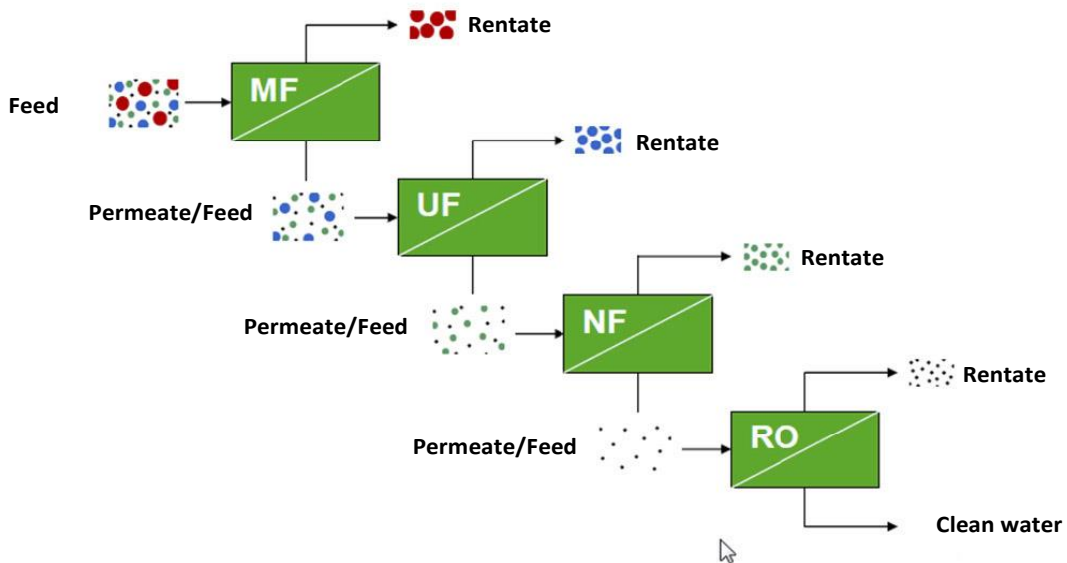 Rentate
MF
Feed
Rentate
UF
Permeate/Feed
Rentate
NF
Permeate/Feed
Rentate
RO
Permeate/Feed
Clean water